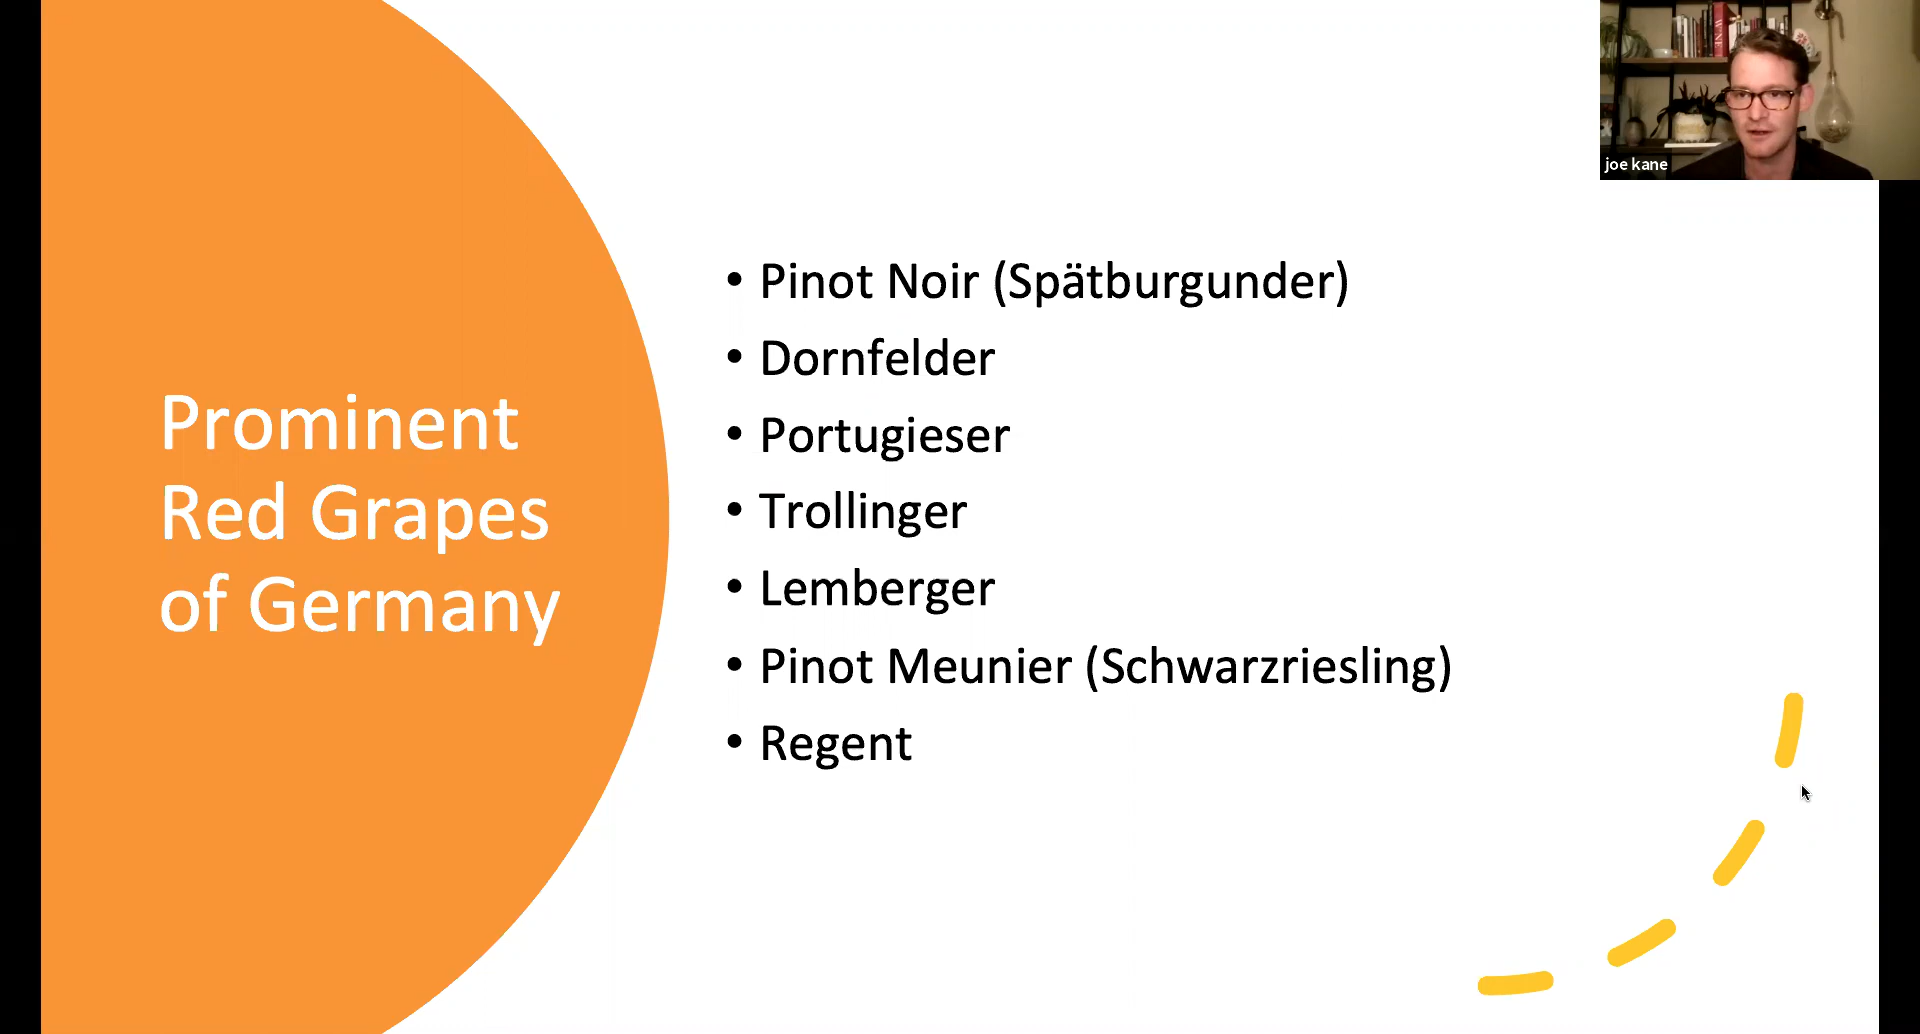 Prominent
Red Grapes
of Germany
• Pinot Noir (Spätburgunder)
• Dornfelder
• Portugieser
• Trollinger
• Lemberger
• Pinot Meunier (Schwarzriesling)
• Regent
joe kane